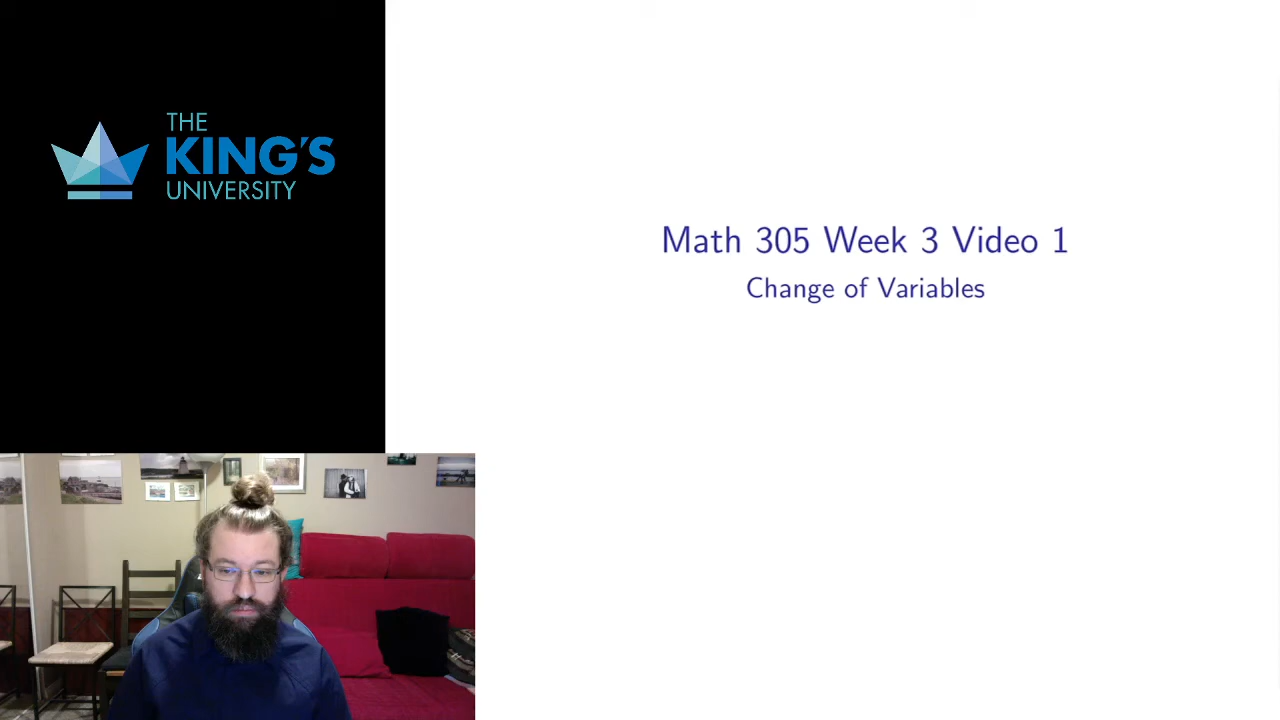 THE
KING'S
UNIVERSITY
Math 305 Week 3 Video 1
Change of Variables